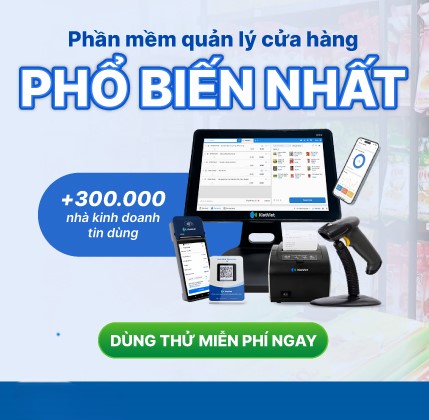 Phần mềm quản lý cửa hàng
PHỔ BIẾN NHẤT
+300.000
nhà kinh doanh
tin dùng
KiotViet
DÙNG THỬ MIỄN PHÍ NGAY